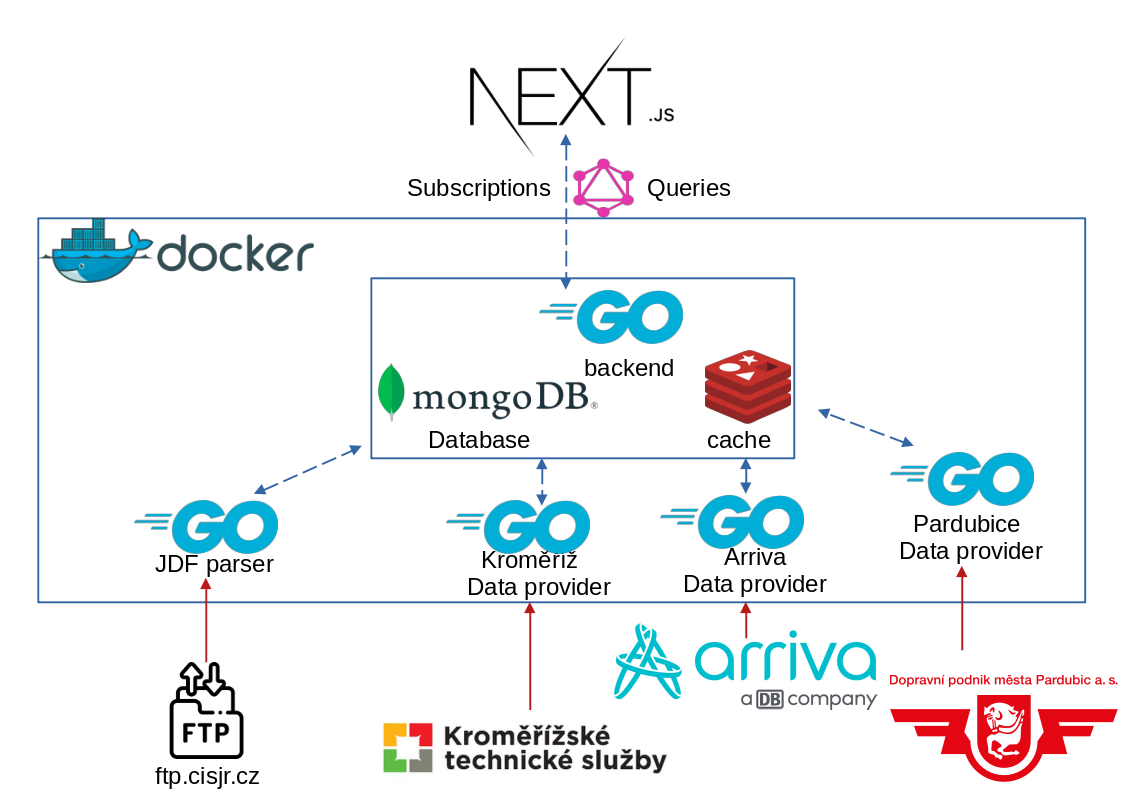 NEXT
.JS
Subscriptions
Queries
docker
GO
backend
mongoDB®
Database
cache
GO
JDF parser
GO
Kroměříž
Data provider
GO
Arriva
Data provider
GO
Pardubice
Data provider
FTP
ftp.cisjr.cz
Kroměřížské
technické služby
arriva
a DB company
Dopravní podnik města Pardubic a. s.